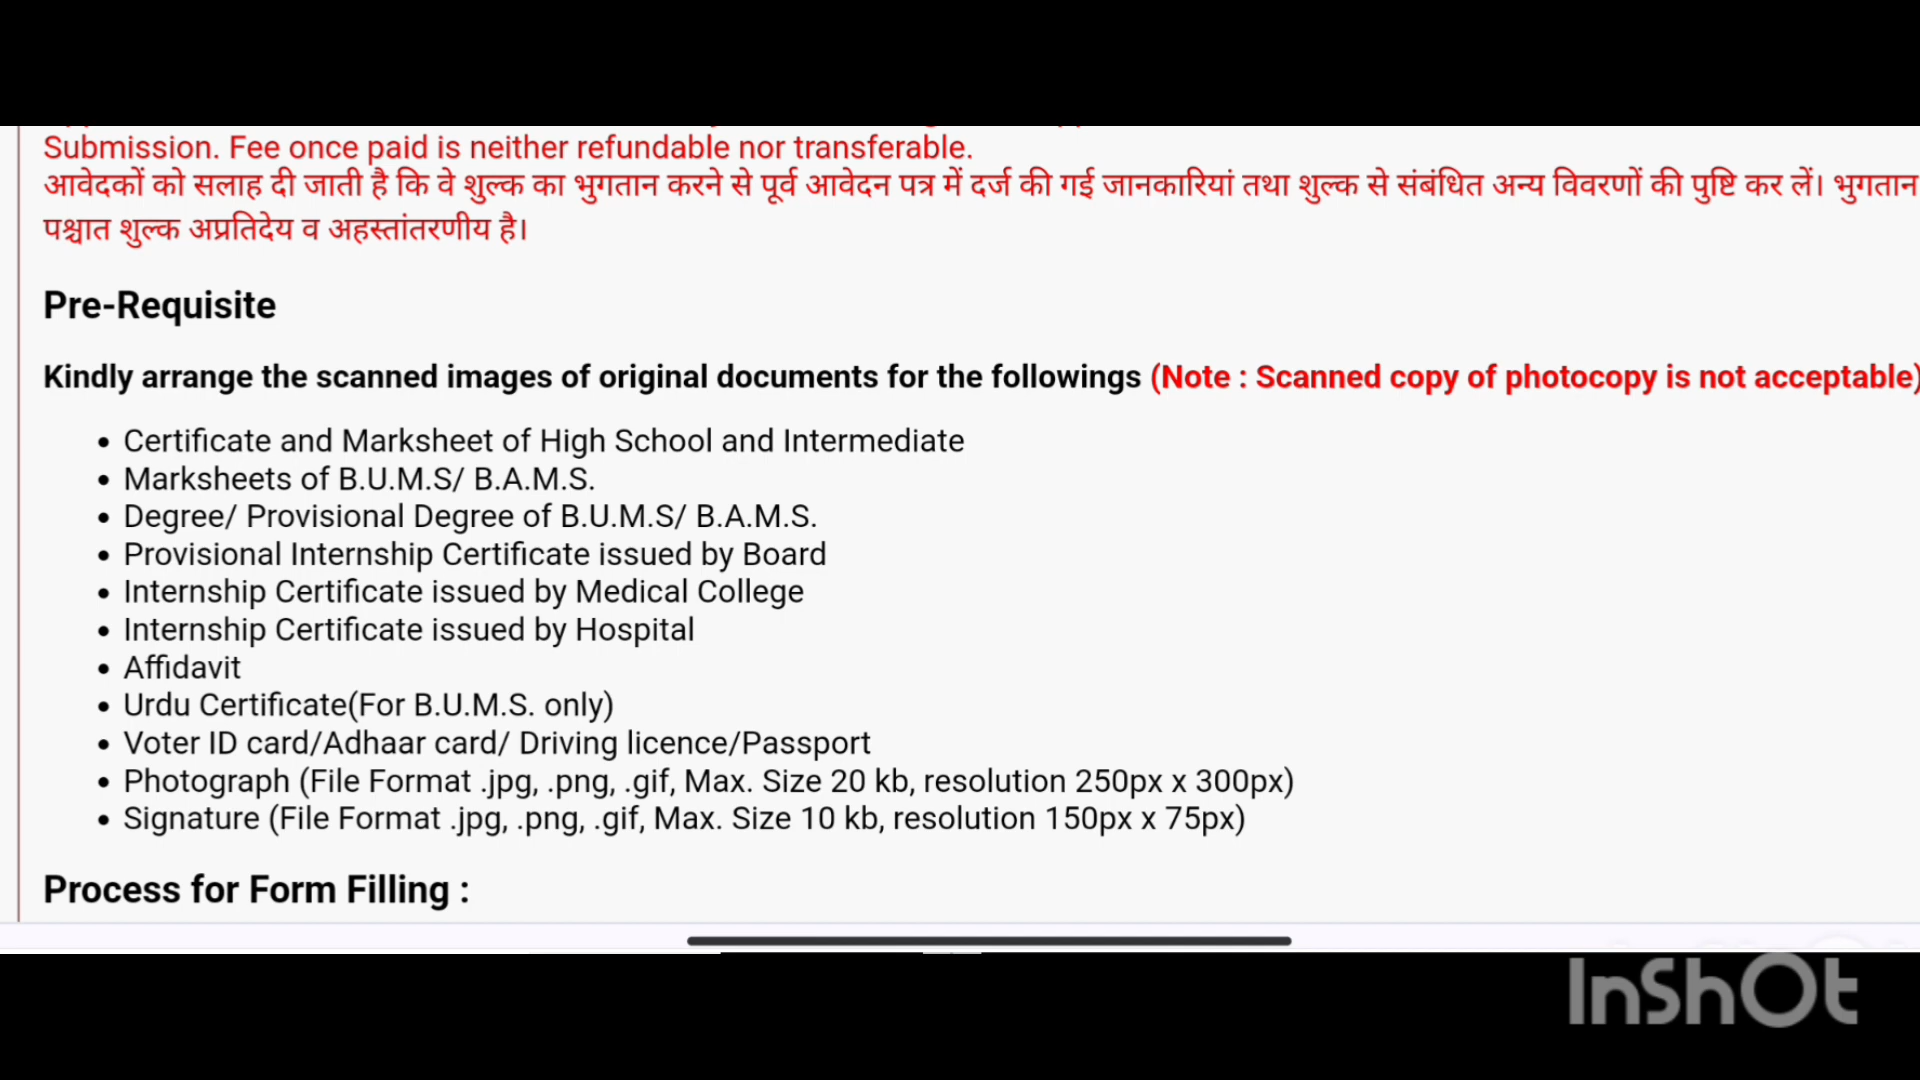 Submission. Fee once paid is neither refundable nor transferable.
आवेदकों को सलाह दी जाती है कि वे शुल्क का भुगतान करने से पूर्व आवेदन पत्र में दर्ज की गई जानकारियां तथा शुल्क से संबंधित अन्य विवरणों की पुष्टि कर लें। भुगतान
पश्चात शुल्क अप्रतिदेय व अहस्तांतरणीय है।
Pre-Requisite
Kindly arrange the scanned images of original documents for the followings (Note : Scanned copy of photocopy is not acceptable)
• Certificate and Marksheet of High School and Intermediate
• Marksheets of B.U.M.S/ B.A.M.S.
• Degree/ Provisional Degree of B.U.M.S/ B.A.M.S.
• Provisional Internship Certificate issued by Board
• Internship Certificate issued by Medical College
• Internship Certificate issued by Hospital
• Affidavit
• Urdu Certificate(For B.U.M.S. only)
• Voter ID card/Adhaar card/ Driving licence/Passport
• Photograph (File Format .jpg, .png, .gif, Max. Size 20 kb, resolution 250px x 300px)
• Signature (File Format .jpg, .png, .gif, Max. Size 10 kb, resolution 150px x 75px)
Process for Form Filling :
InShOt